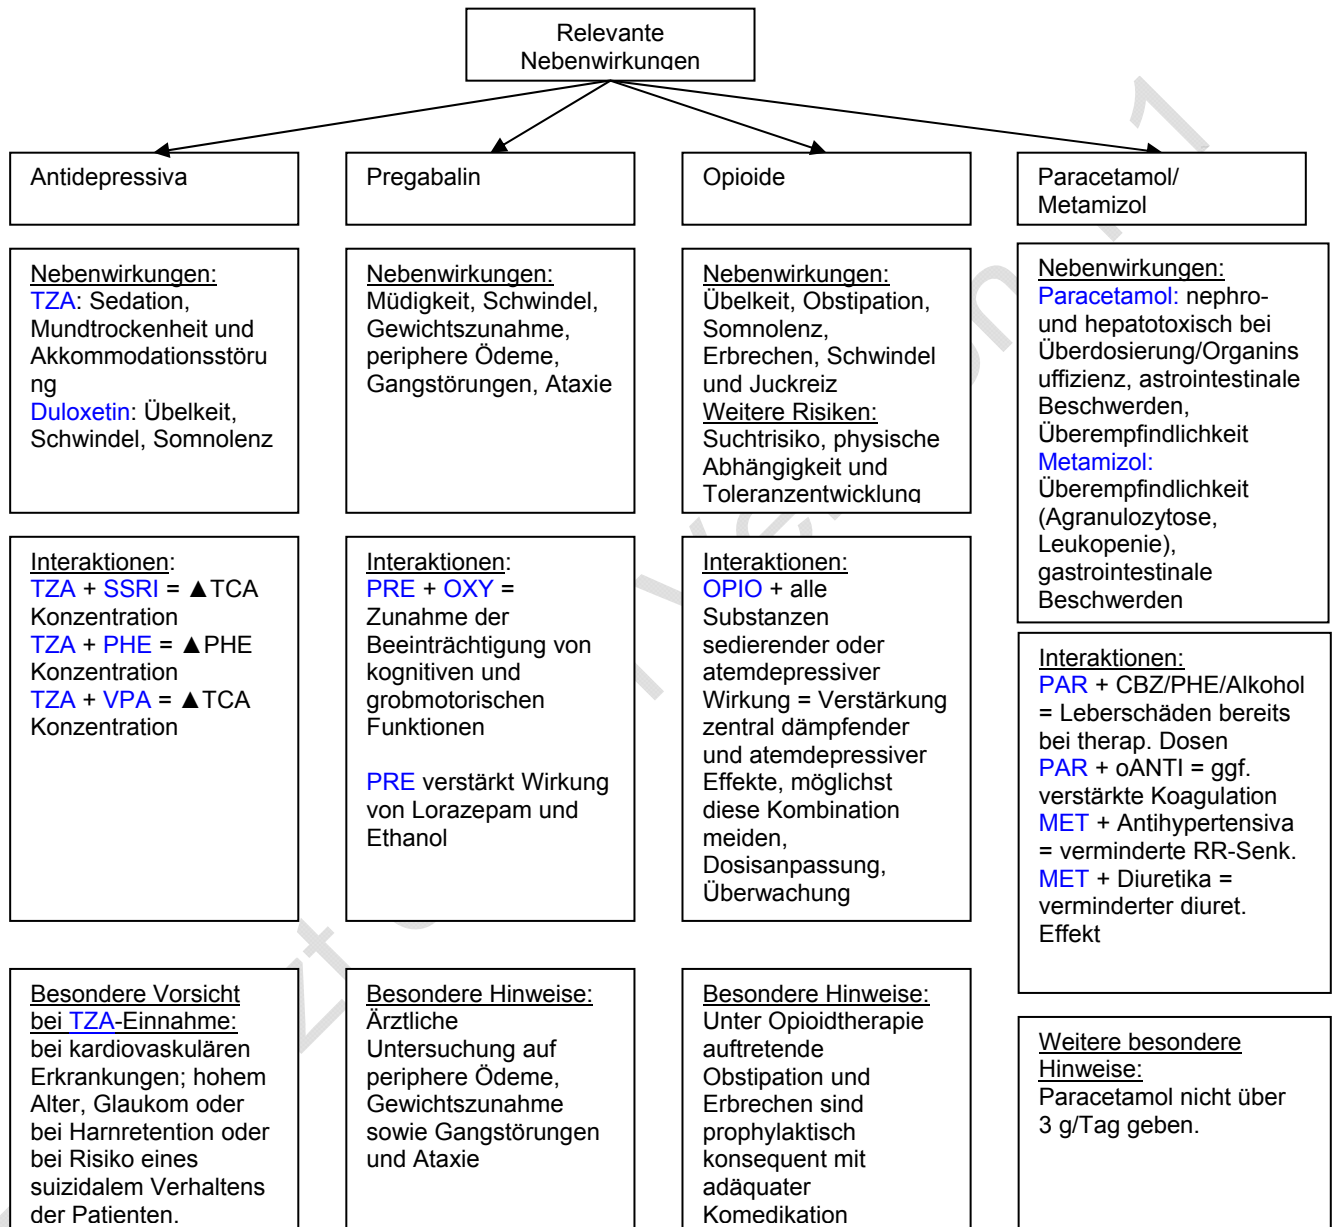 Relevante
Nebenwirkungen
Antidepressiva
Pregabalin
Opioide
Paracetamol/
Metamizol
Nebenwirkungen:
TZA: Sedation,
Mundtrockenheit und
Akkommodationsstöru
ng
Duloxetin: Übelkeit,
Schwindel, Somnolenz
Nebenwirkungen:
Müdigkeit, Schwindel,
Gewichtszunahme,
periphere Ödeme,
Gangstörungen, Ataxie
Nebenwirkungen:
Übelkeit, Obstipation,
Somnolenz,
Erbrechen, Schwindel
und Juckreiz
Weitere Risiken:
Suchtrisiko, physische
Abhängigkeit und
Toleranzentwicklung
Nebenwirkungen:
Paracetamol: nephro-
und hepatotoxisch bei
Überdosierung/Organins
uffizienz, astrointestinale
Beschwerden,
Überempfindlichkeit
Metamizol:
Überempfindlichkeit
(Agranulozytose,
Leukopenie),
gastrointestinale
Beschwerden
Interaktionen:
TZA + SSRI = ▲TCA
Konzentration
TZA + PHE = ▲PHE
Konzentration
TZA + VPA = ▲TCA
Konzentration
Interaktionen:
PRE + OXY =
Zunahme der
Beeinträchtigung von
kognitiven und
grobmotorischen
Funktionen
PRE verstärkt Wirkung
von Lorazepam und
Ethanol
Interaktionen:
OPIO + alle
Substanzen
sedierender oder
atemdepressiver
Wirkung = Verstärkung
zentral dämpfender
und atemdepressiver
Effekte, möglichst
diese Kombination
meiden,
Dosisanpassung,
Überwachung
Interaktionen:
PAR + CBZ/PHE/Alkohol
= Leberschäden bereits
bei therap. Dosen
PAR + oANTI = ggf.
verstärkte Koagulation
MET + Antihypertensiva
= verminderte RR-Senk.
MET + Diuretika =
verminderter diuret.
Effekt
Besondere Vorsicht
bei TZA-Einnahme:
bei kardiovaskulären
Erkrankungen; hohem
Alter, Glaukom oder
bei Harnretention oder
bei Risiko eines
suizidalem Verhaltens
der Patienten.
Besondere Hinweise:
Ärztliche
Untersuchung auf
periphere Ödeme,
Gewichtszunahme
sowie Gangstörungen
und Ataxie
Besondere Hinweise:
Unter Opioidtherapie
auftretende
Obstipation und
Erbrechen sind
prophylaktisch
konsequent mit
adäquater
Komedikation
Weitere besondere
Hinweise:
Paracetamol nicht über
3 g/Tag geben.